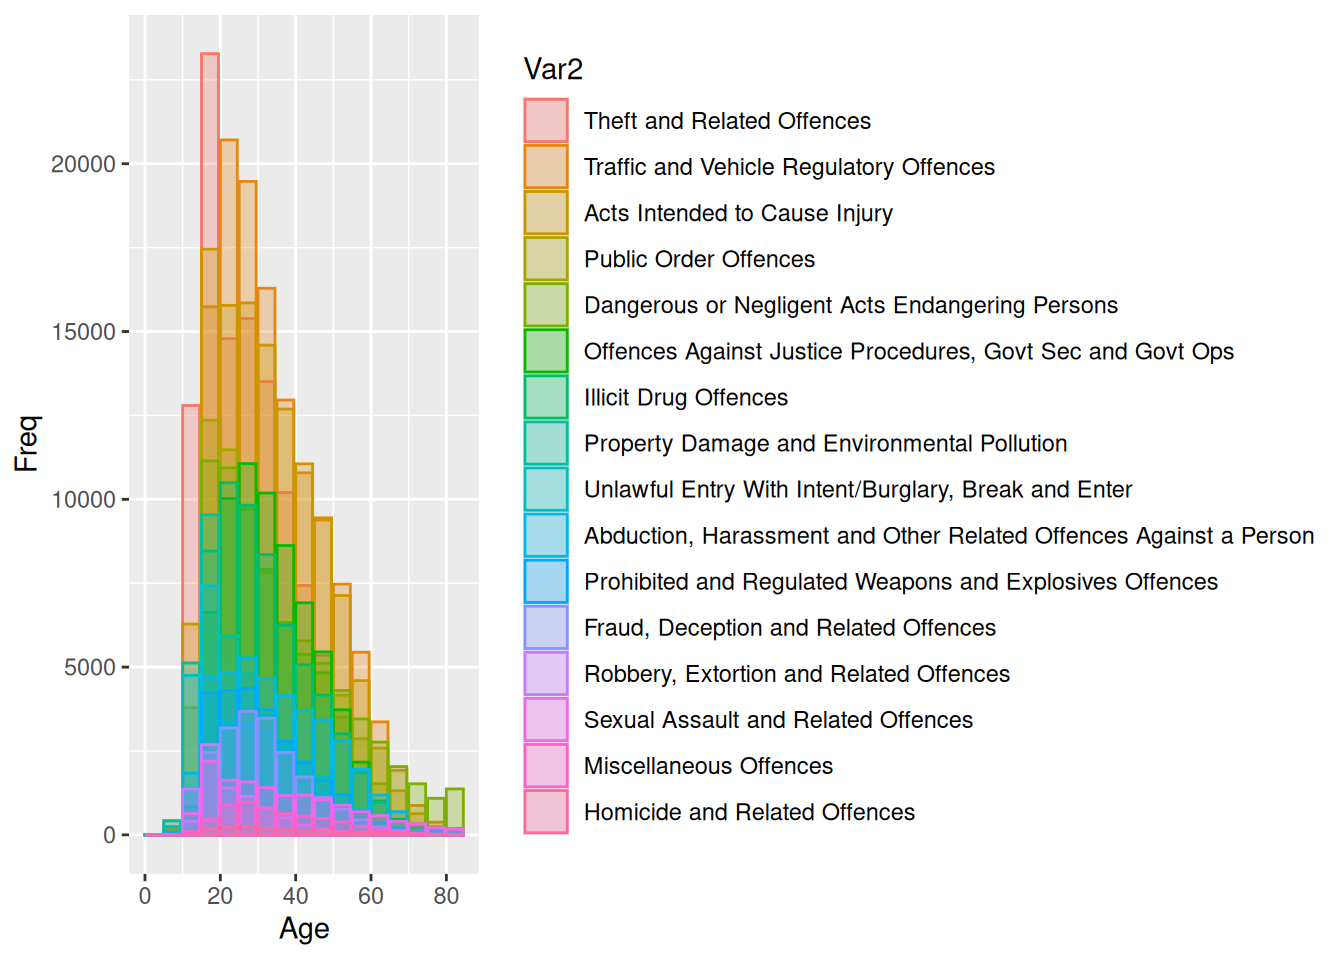 Freq
20000
15000
10000
5000
0
0 20 40 60 80
Age
Var2
Theft and Related Offences
Traffic and Vehicle Regulatory Offences
Acts Intended to Cause Injury
Public Order Offences
Dangerous or Negligent Acts Endangering Persons
Offences Against Justice Procedures, Govt Sec and Govt Ops
Illicit Drug Offences
Property Damage and Environmental Pollution
Unlawful Entry With Intent/Burglary, Break and Enter
Abduction, Harassment and Other Related Offences Against a Person
Prohibited and Regulated Weapons and Explosives Offences
Fraud, Deception and Related Offences
Robbery, Extortion and Related Offences
Sexual Assault and Related Offences
Miscellaneous Offences
Homicide and Related Offences